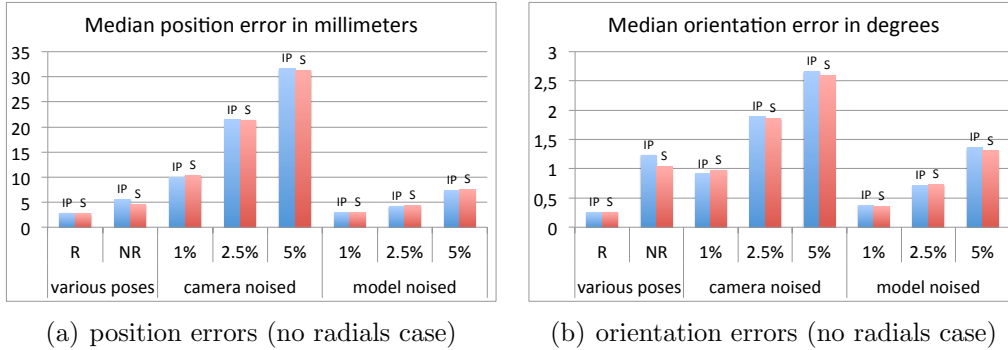 Median position error in millimeters
35
30
25
20
15
10
5
0
IP S
IP S
IP S
IP S
IP S
IP S
IP S
IP S
R NR 1% 2.5% 5% 1% 2.5% 5%
various poses camera noised model noised
(a) position errors (no radials case)
Median orientation error in degrees
3
2,5
2
1,5
1
0,5
0
IP S
IP S
IP S
IP S
IP S
IP S
IP S
IP S
R NR 1% 2.5% 5% 1% 2.5% 5%
various poses camera noised model noised
(b) orientation errors (no radials case)